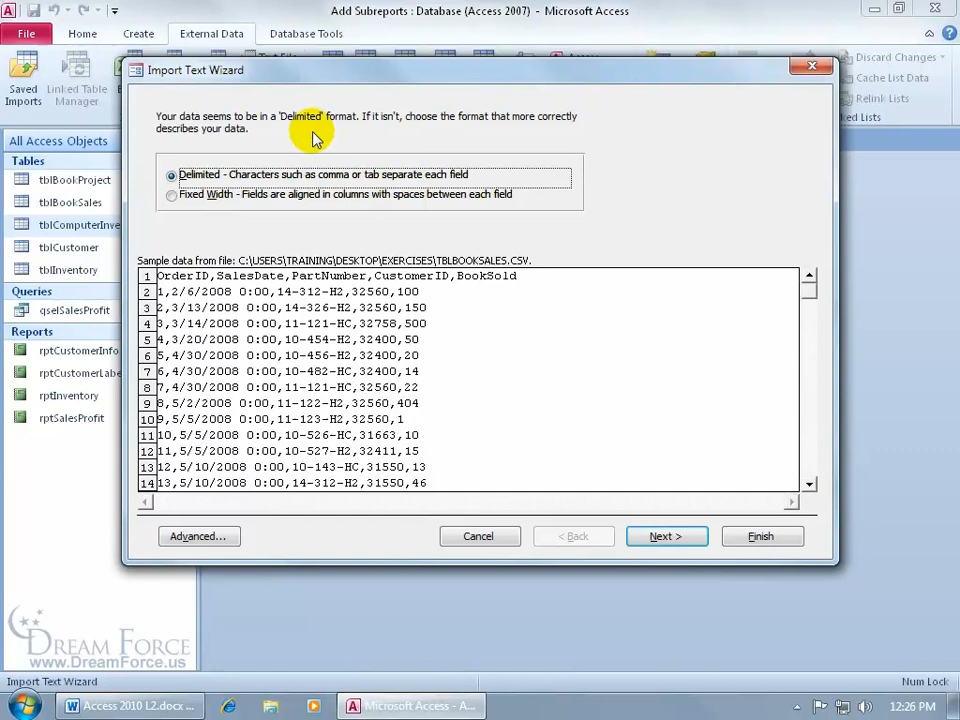 Add Subreports : Database (Access 2007) - Microsoft Access
File Home Create External Data Database Tools
Saved Imports
Linked Table Manager
Discard Changes
Cache List Data
Relink Lists
All Access Objects
Tables
tblBookProject
tblBookSales
tblComputerInve
tblCustomer
tblInventory
Queries
qselSalesProfit
Reports
rptCustomerInfo
rptCustomerLabe
rptInventory
rptSalesProfit
Import Text Wizard
Your data seems to be in a 'Delimited' format. If it isn't, choose the format that more correctly
describes your data.
Delimited - Characters such as comma or tab separate each field
Fixed Width - Fields are aligned in columns with spaces between each field
Sample data from file: C:\USERS\TRAINING\DESKTOP\EXERCISES\TBLBOOKSALES.CSV.
1 OrderID,SalesDate,PartNumber,CustomerID,BookSold
2 1,2/6/2008 0:00,14-312-H2,32560,100
3 2,3/13/2008 0:00,14-326-H2,32560,150
4 3,3/14/2008 0:00,11-121-HC,32758,500
5 4,3/20/2008 0:00,10-454-H2,32400,50
6 5,4/30/2008 0:00,10-456-H2,32400,20
7 6,4/30/2008 0:00,10-482-HC,32400,14
8 7,4/30/2008 0:00,11-121-HC,32560,22
9 8,5/2/2008 0:00,11-122-H2,32560,404
10 9,5/5/2008 0:00,11-123-H2,32560,1
11 10,5/5/2008 0:00,10-526-HC,31663,10
12 11,5/5/2008 0:00,10-527-H2,32411,15
13 12,5/10/2008 0:00,10-143-HC,31550,13
14 13,5/10/2008 0:00,14-312-H2,31550,46
Advanced... Cancel < Back Next > Finish
DREAM FORCE
www.DreamForce.us
Import Text Wizard Num Lock
Access 2010 L2.docx ... Microsoft Access - A... 12:26 PM